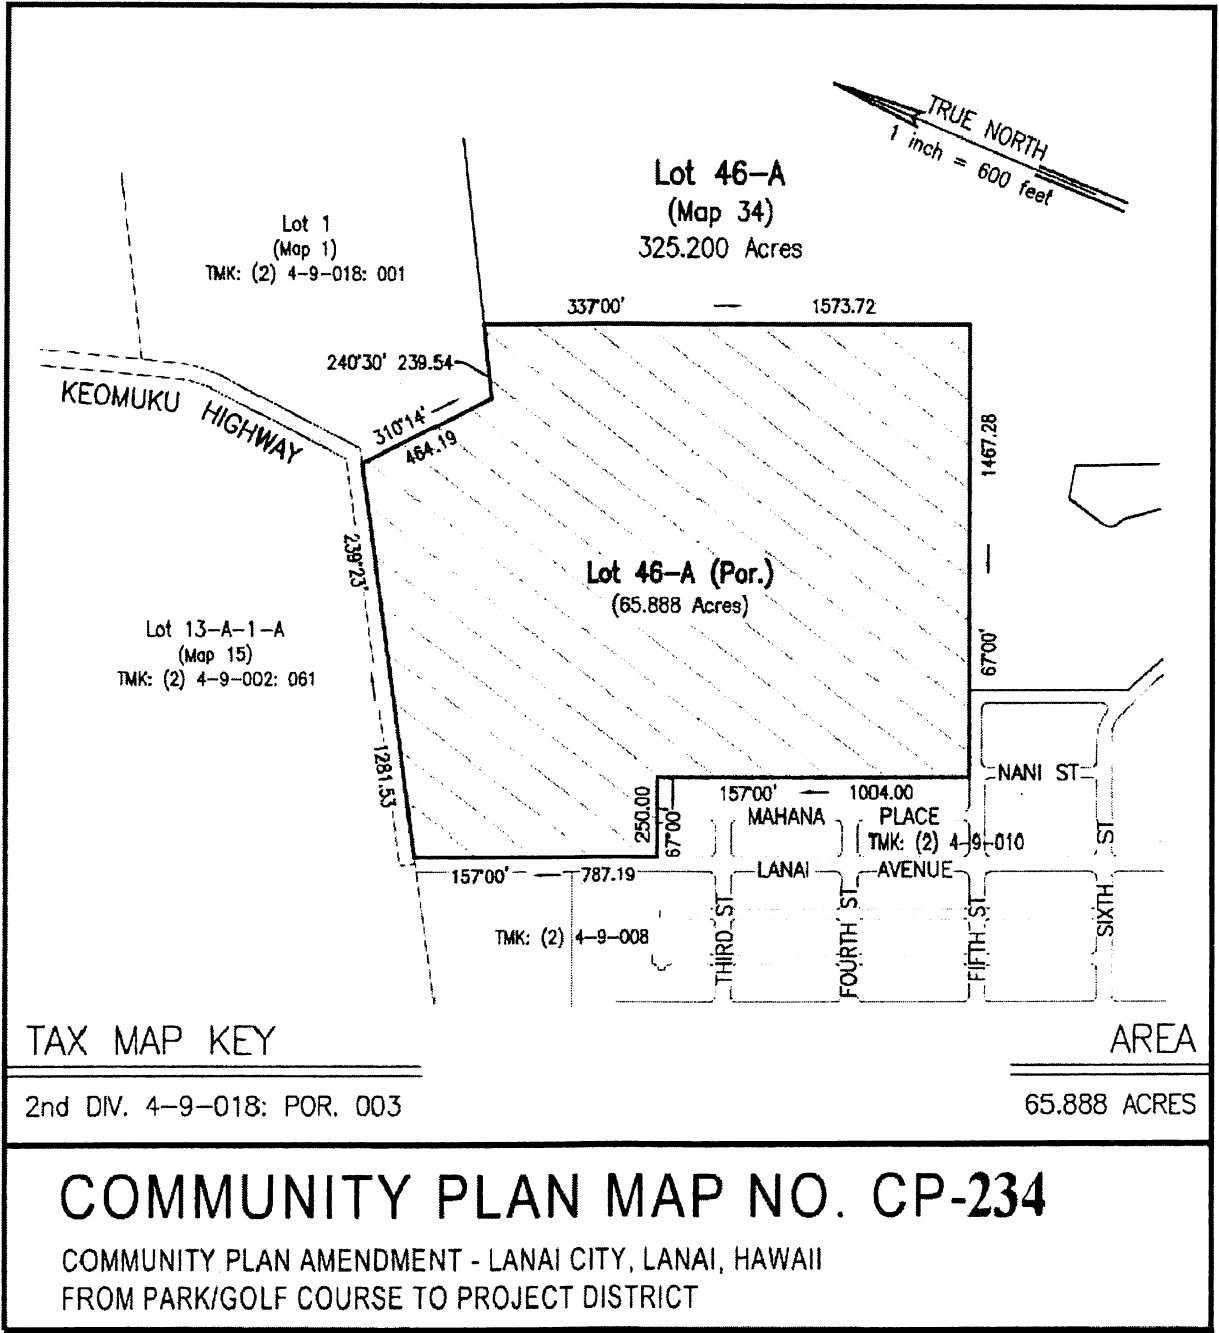 TRUE NORTH
1 inch = 600 feet
Lot 46-A
(Map 34)
325.200 Acres
Lot 1
(Map 1)
TMK: (2) 4-9-018: 001
337°00' — 1573.72
240°30' 239.54
KEOMUKU HIGHWAY
310°14'
464.19
1467.28
67°00'
239°23'
1281.53
Lot 46-A (Por.)
(65.888 Acres)
Lot 13-A-1-A
(Map 15)
TMK: (2) 4-9-002: 061
NANI ST
250.00
67°00'
157°00' 1004.00
MAHANA PLACE
TMK: (2) 4-9-010
LANAI AVENUE
157°00' — 787.19
TMK: (2) 4-9-008
THIRD ST
FOURTH ST
FIFTH ST
SIXTH ST
TAX MAP KEY
AREA
2nd DIV. 4-9-018: POR. 003
65.888 ACRES
COMMUNITY PLAN MAP NO. CP-234
COMMUNITY PLAN AMENDMENT - LANAI CITY, LANAI, HAWAII
FROM PARK/GOLF COURSE TO PROJECT DISTRICT